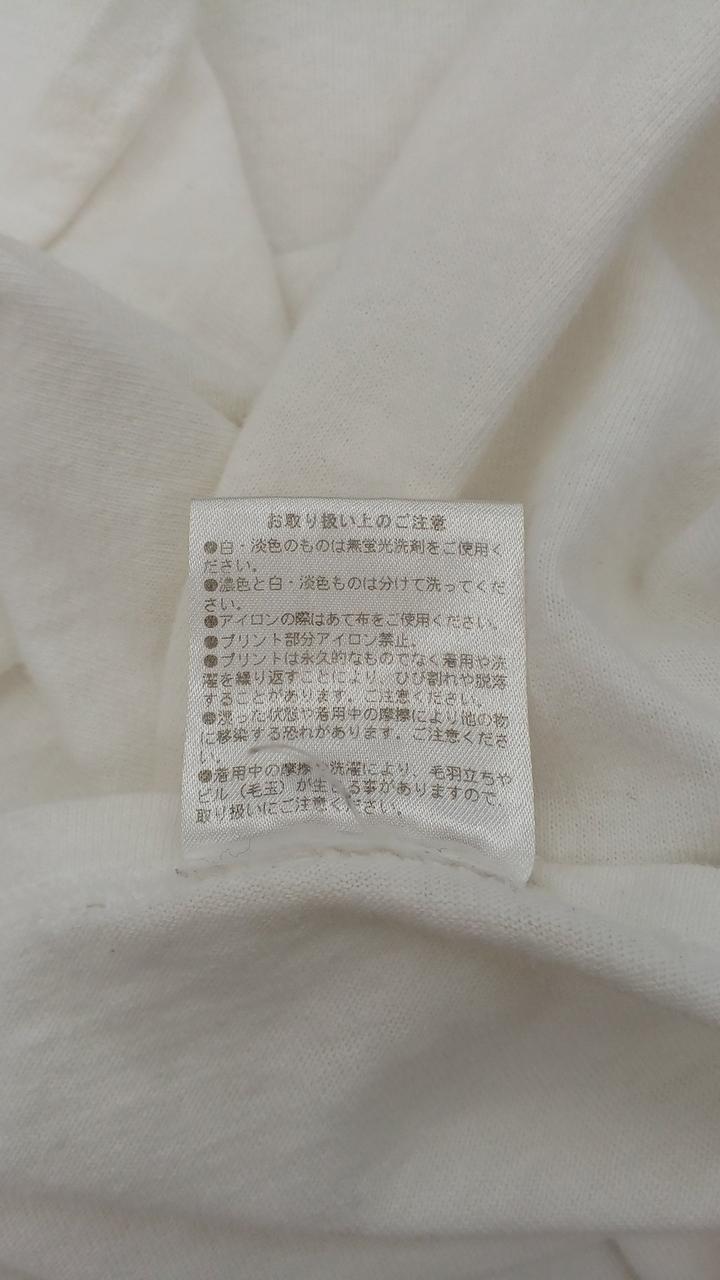 お取り扱い上のご注意
●白・淡色のものは無蛍光洗剤をご使用く
ださい。
●濃色と白・淡色ものは分けて洗ってくだ
さい。
●アイロンの際はあて布をご使用ください。
●プリント部分アイロン禁止。
●プリントは永久的なものでなく着用や洗
濯を繰り返すことにより、ひび割れや脱落
することがあります。ご注意ください。
●湿った状態や着用中の摩擦により他の物
に移染する恐れがあります。ご注意くださ
い。
●着用中の摩擦や洗濯により、毛羽立ちや
ピル（毛玉）が生じる事がありますので、
取り扱いにご注意ください。